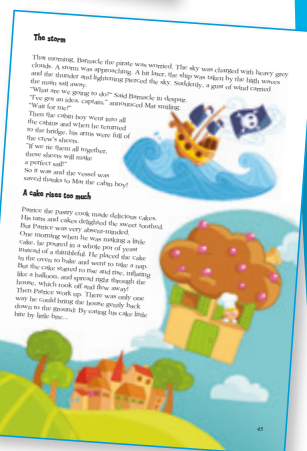 The storm
That morning, Barnacle the pirate was worried. The sky was charged with heavy grey
clouds. A storm was approaching. A bit later, the ship was taken by the high waves
and the thunder and lightening pierced the sky. Suddenly, a gust of wind carried
the main sail away.
"What are we going to do?" Said Barnacle in despair.
"I've got an idea, captain," announced Mat smiling.
"Wait for me!"
Then the cabin boy went into all
the cabins and when he returned
to the bridge, his arms were full of
the crew's sheets.
"If we tie them all together,
these sheets will make
a perfect sail!"
So it was and the vessel was
saved thanks to Mat the cabin boy!
A cake rises too much
Patrice the pastry cook made delicious cakes.
His tarts and cakes delighted the sweet toothed.
But Patrice was very absent-minded.
One morning when he was making a little
cake, he poured in a whole pot of yeast
instead of a thimbleful. He placed the cake
in the oven to bake and went to take a nap.
But the cake started to rise and rise, inflating
like a balloon, and spread right through the
house, which took off and flew away!
Then Patrice work up. There was only one
way he could bring the house gently back
down to the ground: By eating his cake little
bite by little bite...
45